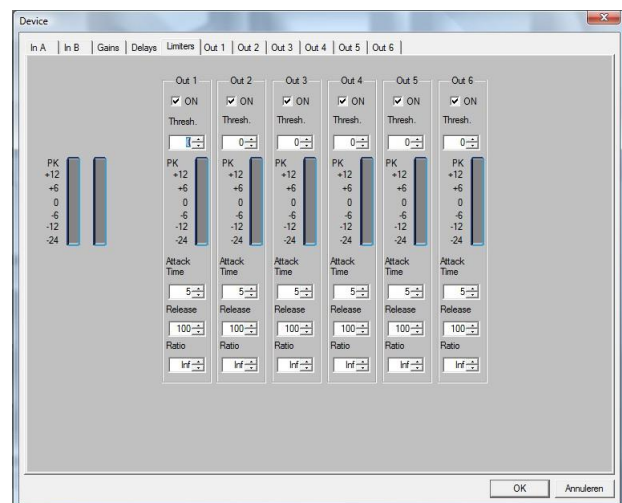 Device
In A In B Gains Delays Limiters Out 1 Out 2 Out 3 Out 4 Out 5 Out 6
Out 1 Out 2 Out 3 Out 4 Out 5 Out 6
ON ON ON ON ON ON
Thresh. Thresh. Thresh. Thresh. Thresh. Thresh.
0 0 0 0 0
PK PK PK PK PK PK PK
+12 +12 +12 +12 +12 +12 +12
+6 +6 +6 +6 +6 +6 +6
0 0 0 0 0 0 0
-6 -6 -6 -6 -6 -6 -6
-12 -12 -12 -12 -12 -12 -12
-24 -24 -24 -24 -24 -24 -24
Attack Attack Attack Attack Attack Attack
Time Time Time Time Time Time
5 5 5 5 5 5
Release Release Release Release Release Release
100 100 100 100 100 100
Ratio Ratio Ratio Ratio Ratio Ratio
Inf Inf Inf Inf Inf Inf
OK Annuleren